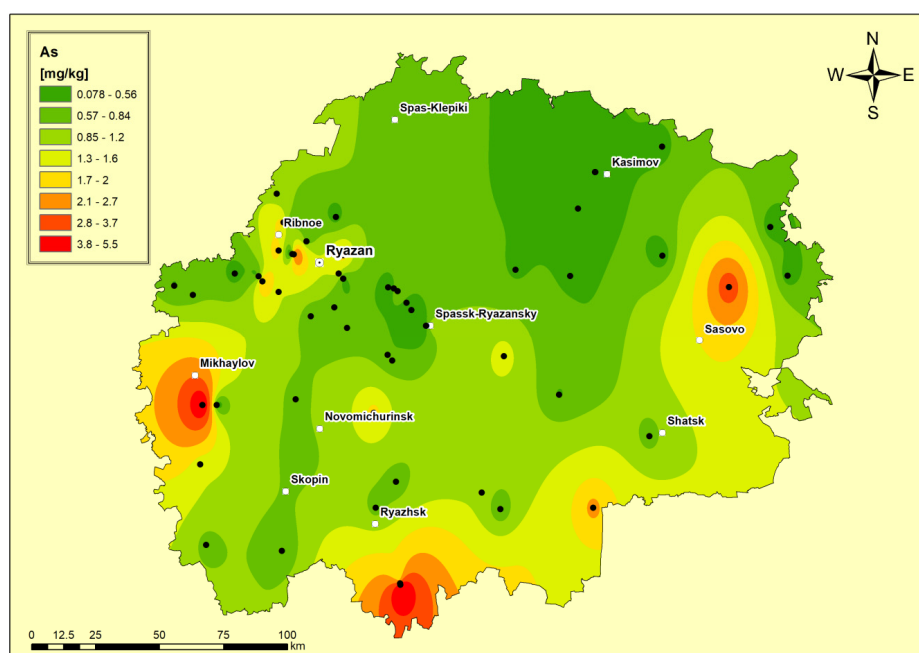 As
[mg/kg]
0.078 - 0.56
0.57 - 0.84
0.85 - 1.2
1.3 - 1.6
1.7 - 2
2.1 - 2.7
2.8 - 3.7
3.8 - 5.5
N
W E
S
Spas-Klepiki
Kasimov
Ribnoe
Ryazan
Spassk-Ryazansky
Sasovo
Mikhaylov
Novomichurinsk
Shatsk
Skopin
Ryazhsk
0 12.5 25 50 75 100
km